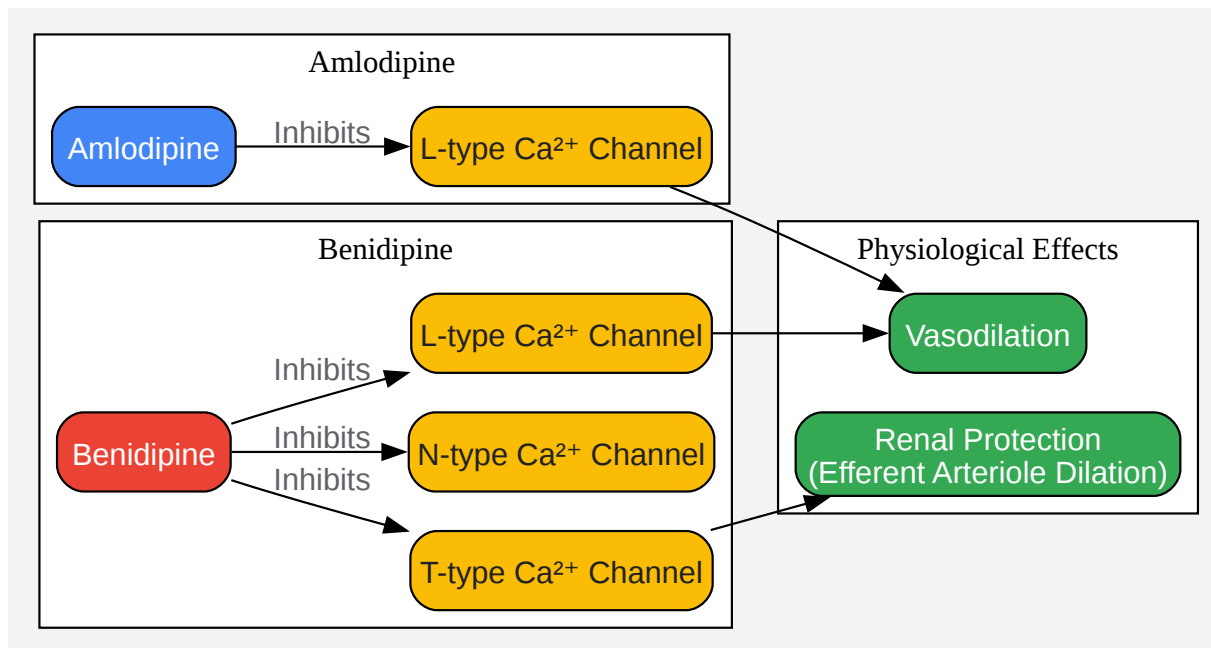 Amlodipine
Amlodipine
Inhibits
L-type Ca²⁺ Channel
Benidipine
Benidipine
Inhibits
L-type Ca²⁺ Channel
Inhibits
N-type Ca²⁺ Channel
Inhibits
T-type Ca²⁺ Channel
Physiological Effects
Vasodilation
Renal Protection
(Efferent Arteriole Dilation)